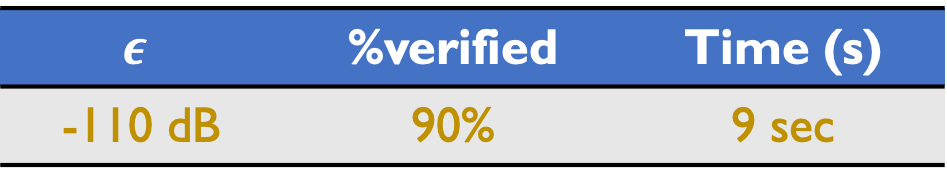 ϵ %verified Time (s)
-110 dB 90% 9 sec